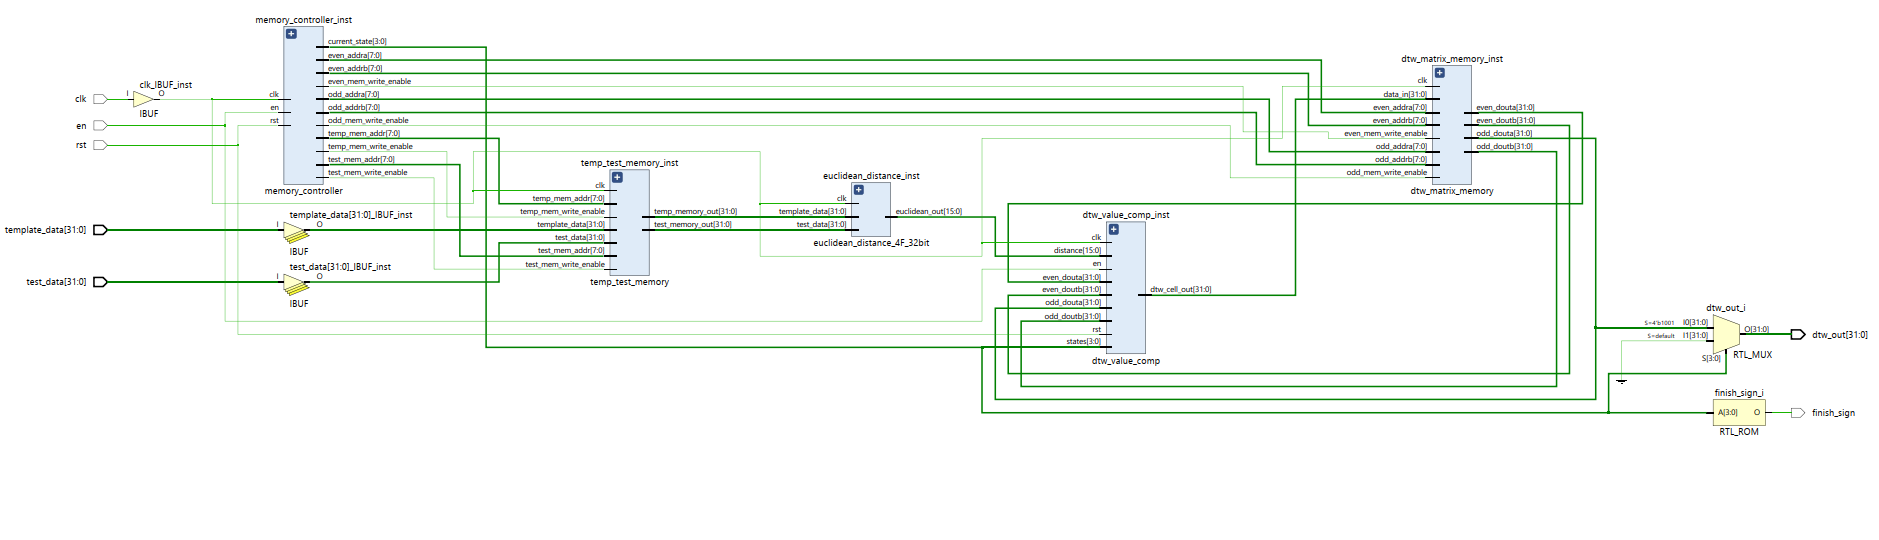 memory_controller_inst
current_state[3:0]
even_addra[7:0]
even_addrb[7:0]
even_mem_write_enable
odd_addra[7:0]
odd_addrb[7:0]
odd_mem_write_enable
temp_mem_addr[7:0]
temp_mem_write_enable
test_mem_addr[7:0]
test_mem_write_enable
clk
en
rst
memory_controller
clk_IBUF_inst
I
O
IBUF
clk
en
rst
template_data[31:0]
template_data[31:0]_IBUF_inst
I
O
IBUF
test_data[31:0]
test_data[31:0]_IBUF_inst
I
O
IBUF
temp_test_memory_inst
clk
temp_mem_addr[7:0]
temp_mem_write_enable
template_data[31:0]
test_data[31:0]
test_mem_addr[7:0]
test_mem_write_enable
temp_memory_out[31:0]
test_memory_out[31:0]
temp_test_memory
euclidean_distance_inst
clk
template_data[31:0]
test_data[31:0]
euclidean_out[15:0]
euclidean_distance_4F_32bit
dtw_value_comp_inst
clk
distance[15:0]
en
even_douta[31:0]
even_doutb[31:0]
odd_douta[31:0]
odd_doutb[31:0]
rst
states[3:0]
dtw_cell_out[31:0]
dtw_value_comp
dtw_matrix_memory_inst
clk
data_in[31:0]
even_addra[7:0]
even_addrb[7:0]
even_mem_write_enable
odd_addra[7:0]
odd_addrb[7:0]
odd_mem_write_enable
even_douta[31:0]
even_doutb[31:0]
odd_douta[31:0]
odd_doutb[31:0]
dtw_matrix_memory
dtw_out_i
S=4'b1001
I0[31:0]
S=default
I1[31:0]
S[3:0]
O[31:0]
RTL_MUX
dtw_out[31:0]
finish_sign_i
A[3:0]
O
RTL_ROM
finish_sign